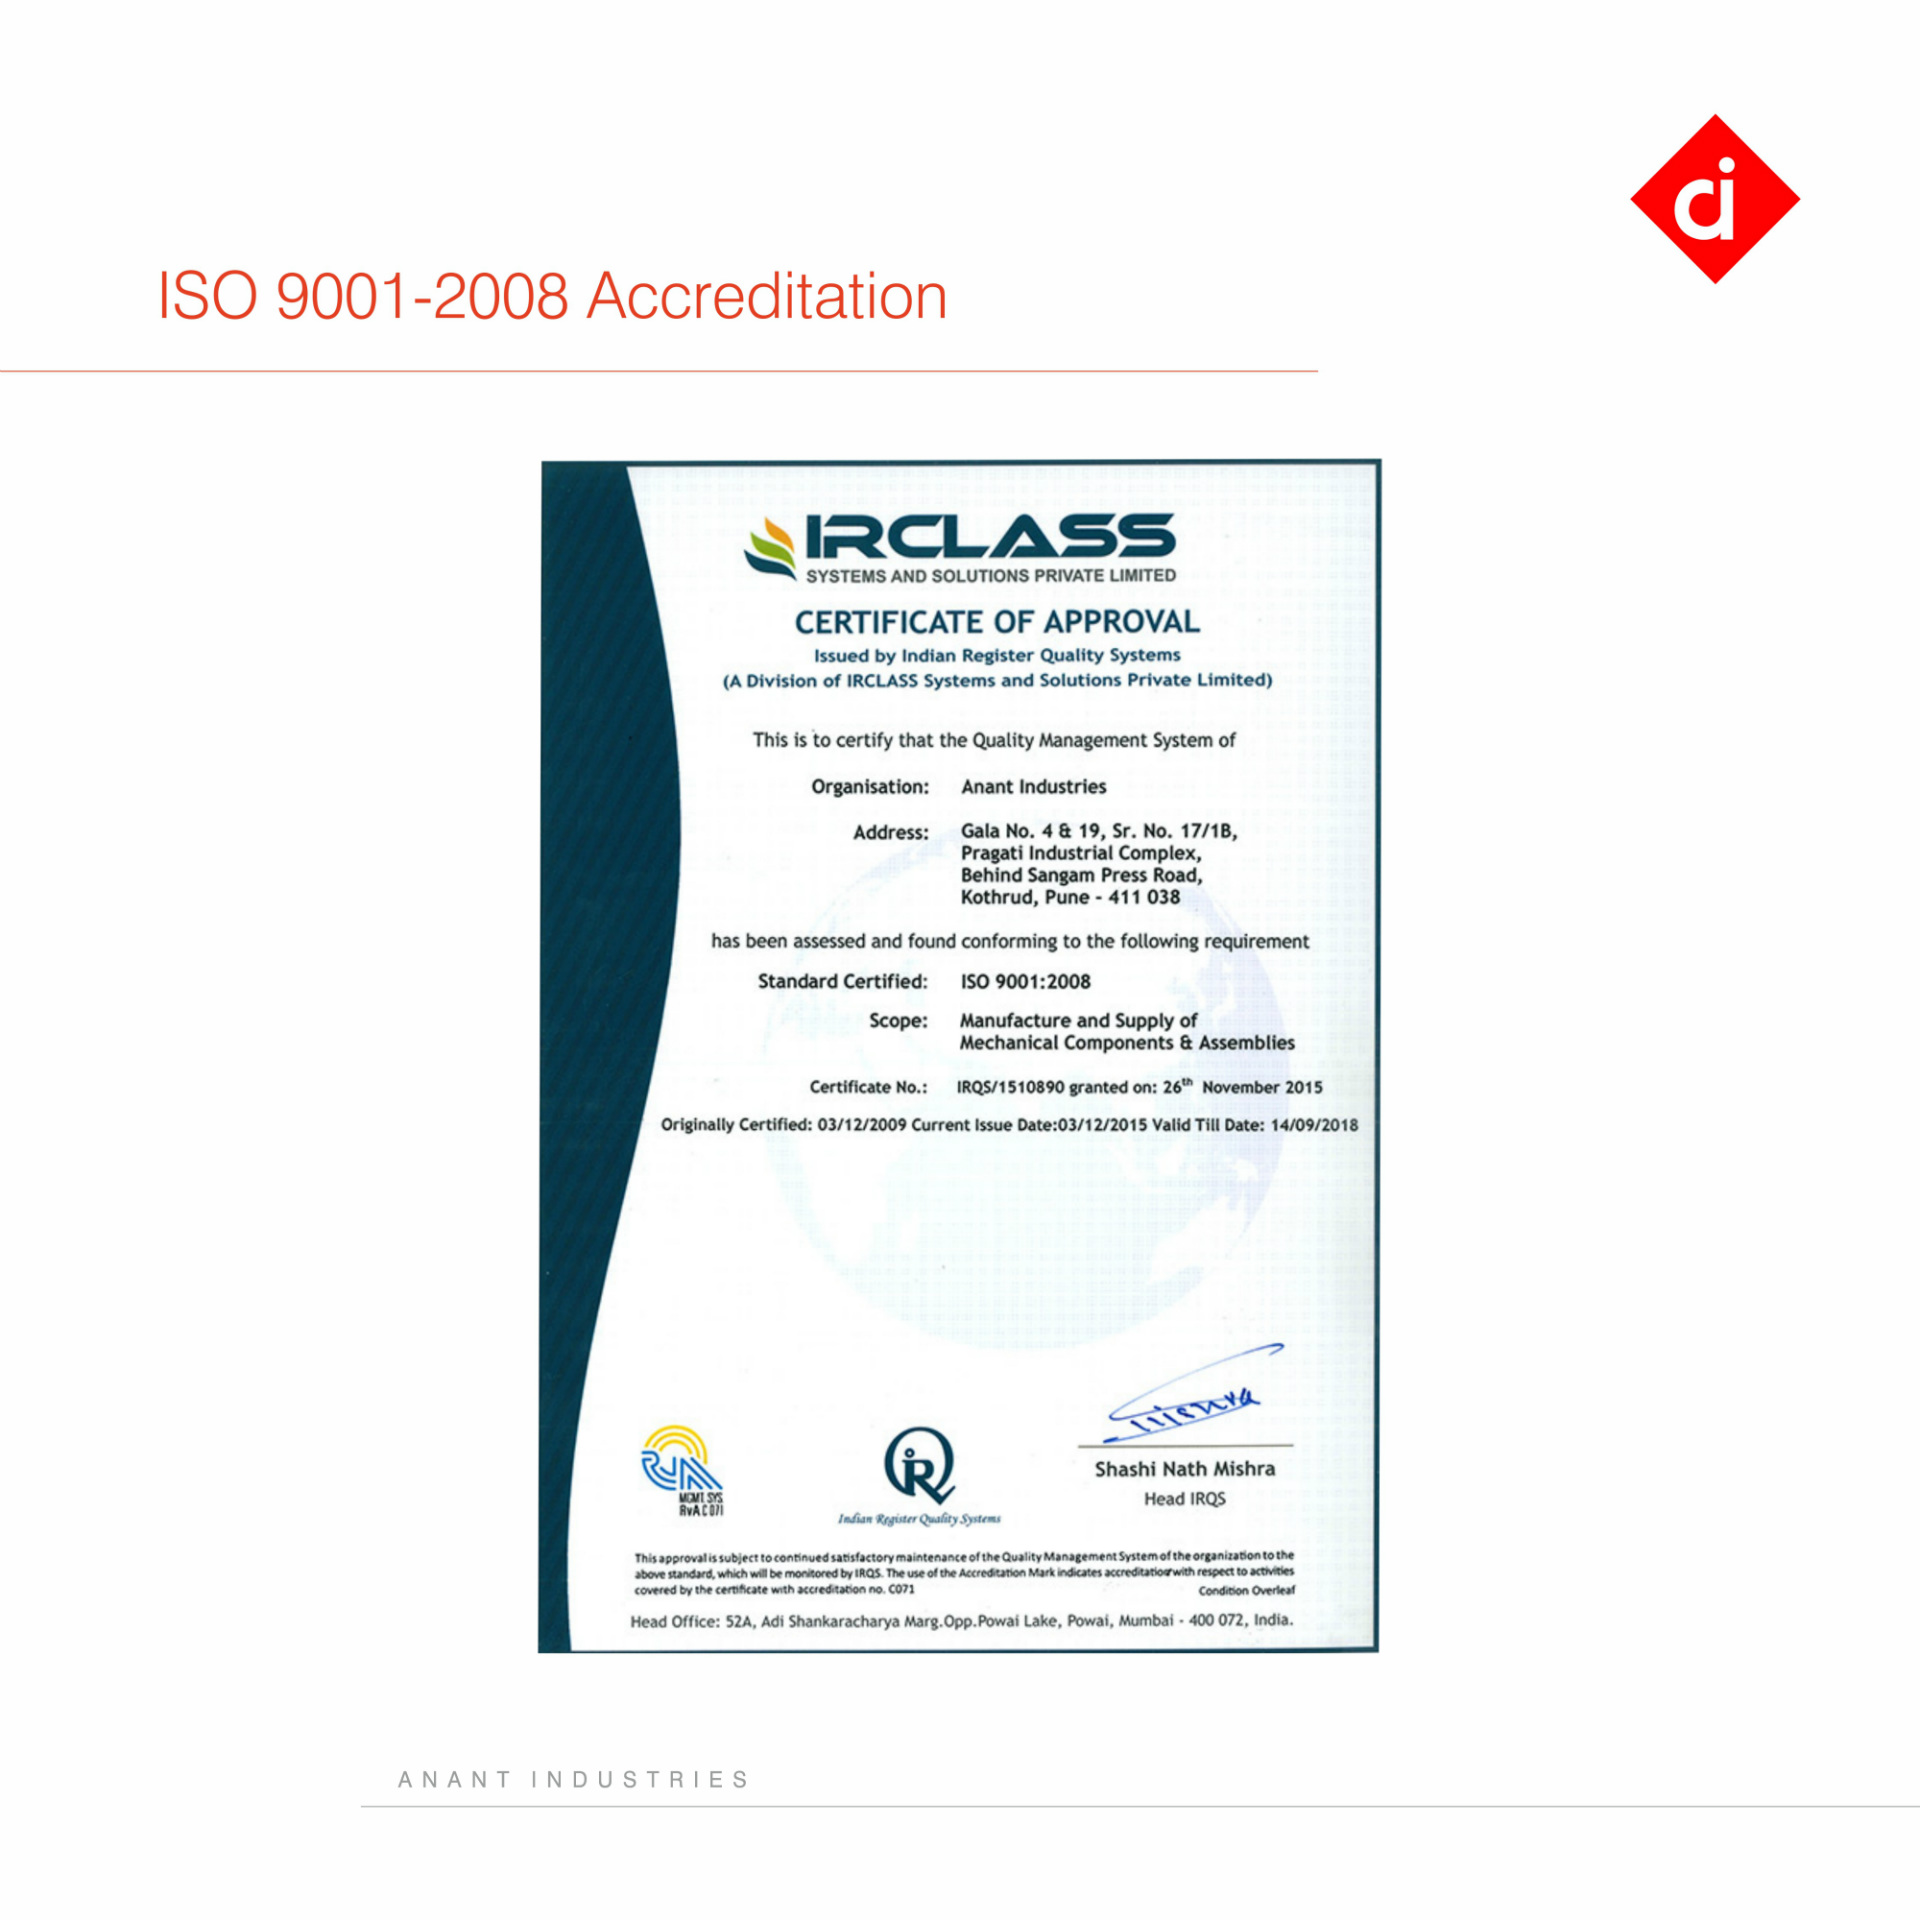 ISO 9001-2008 Accreditation
IRCLASS
SYSTEMS AND SOLUTIONS PRIVATE LIMITED
CERTIFICATE OF APPROVAL
Issued by Indian Register Quality Systems
(A Division of IRCLASS Systems and Solutions Private Limited)
This is to certify that the Quality Management System of
Organisation: Anant Industries
Address: Gala No. 4 & 19, Sr. No. 17/1B,
Pragati Industrial Complex,
Behind Sangam Press Road,
Kothrud, Pune - 411 038
has been assessed and found conforming to the following requirement
Standard Certified: ISO 9001:2008
Scope: Manufacture and Supply of
Mechanical Components & Assemblies
Certificate No.: IRQS/1510890 granted on: 26th November 2015
Originally Certified: 03/12/2009 Current Issue Date:03/12/2015 Valid Till Date: 14/09/2018
RvA
MGMT. SYS.
RvA C 071
Indian Register Quality Systems
Shashi Nath Mishra
Head IRQS
This approval is subject to continued satisfactory maintenance of the Quality Management System of the organization to the
above standard, which will be monitored by IRQS. The use of the Accreditation Mark indicates accreditation with respect to activities
covered by the certificate with accreditation no. C071
Condition Overleaf
Head Office: 52A, Adi Shankaracharya Marg.Opp.Powai Lake, Powai, Mumbai - 400 072, India.
ANANT INDUSTRIES